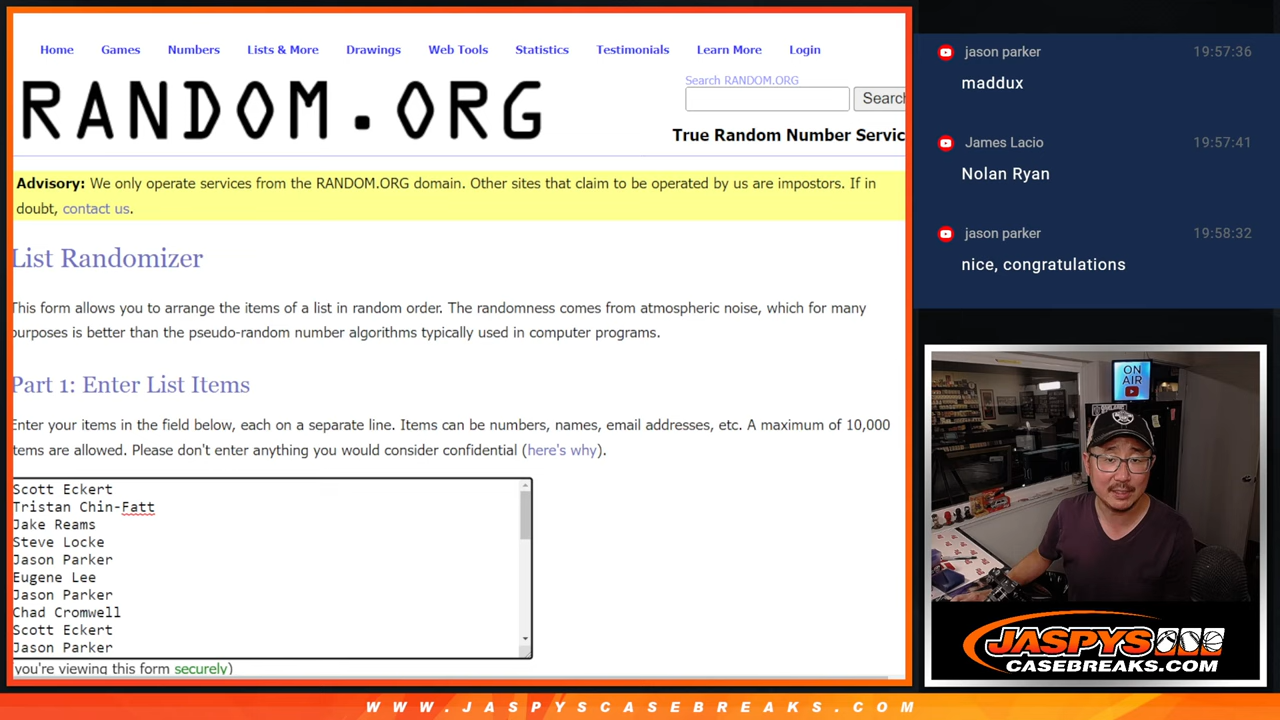 Home Games Numbers Lists & More Drawings Web Tools Statistics Testimonials Learn More Login
RANDOM.ORG
Search RANDOM.ORG
Search
True Random Number Servic
Advisory: We only operate services from the RANDOM.ORG domain. Other sites that claim to be operated by us are impostors. If in
doubt, contact us.
List Randomizer
This form allows you to arrange the items of a list in random order. The randomness comes from atmospheric noise, which for many
purposes is better than the pseudo-random number algorithms typically used in computer programs.
Part 1: Enter List Items
Enter your items in the field below, each on a separate line. Items can be numbers, names, email addresses, etc. A maximum of 10,000
items are allowed. Please don't enter anything you would consider confidential (here's why).
Scott Eckert
Tristan Chin-Fatt
Jake Reams
Steve Locke
Jason Parker
Eugene Lee
Jason Parker
Chad Cromwell
Scott Eckert
Jason Parker
you're viewing this form securely)
jason parker 19:57:36
maddux
James Lacio 19:57:41
Nolan Ryan
jason parker 19:58:32
nice, congratulations
ON
AIR
JASPYS
CASEBREAKS.COM
WWW.JASPYSCASEBREAKS.COM